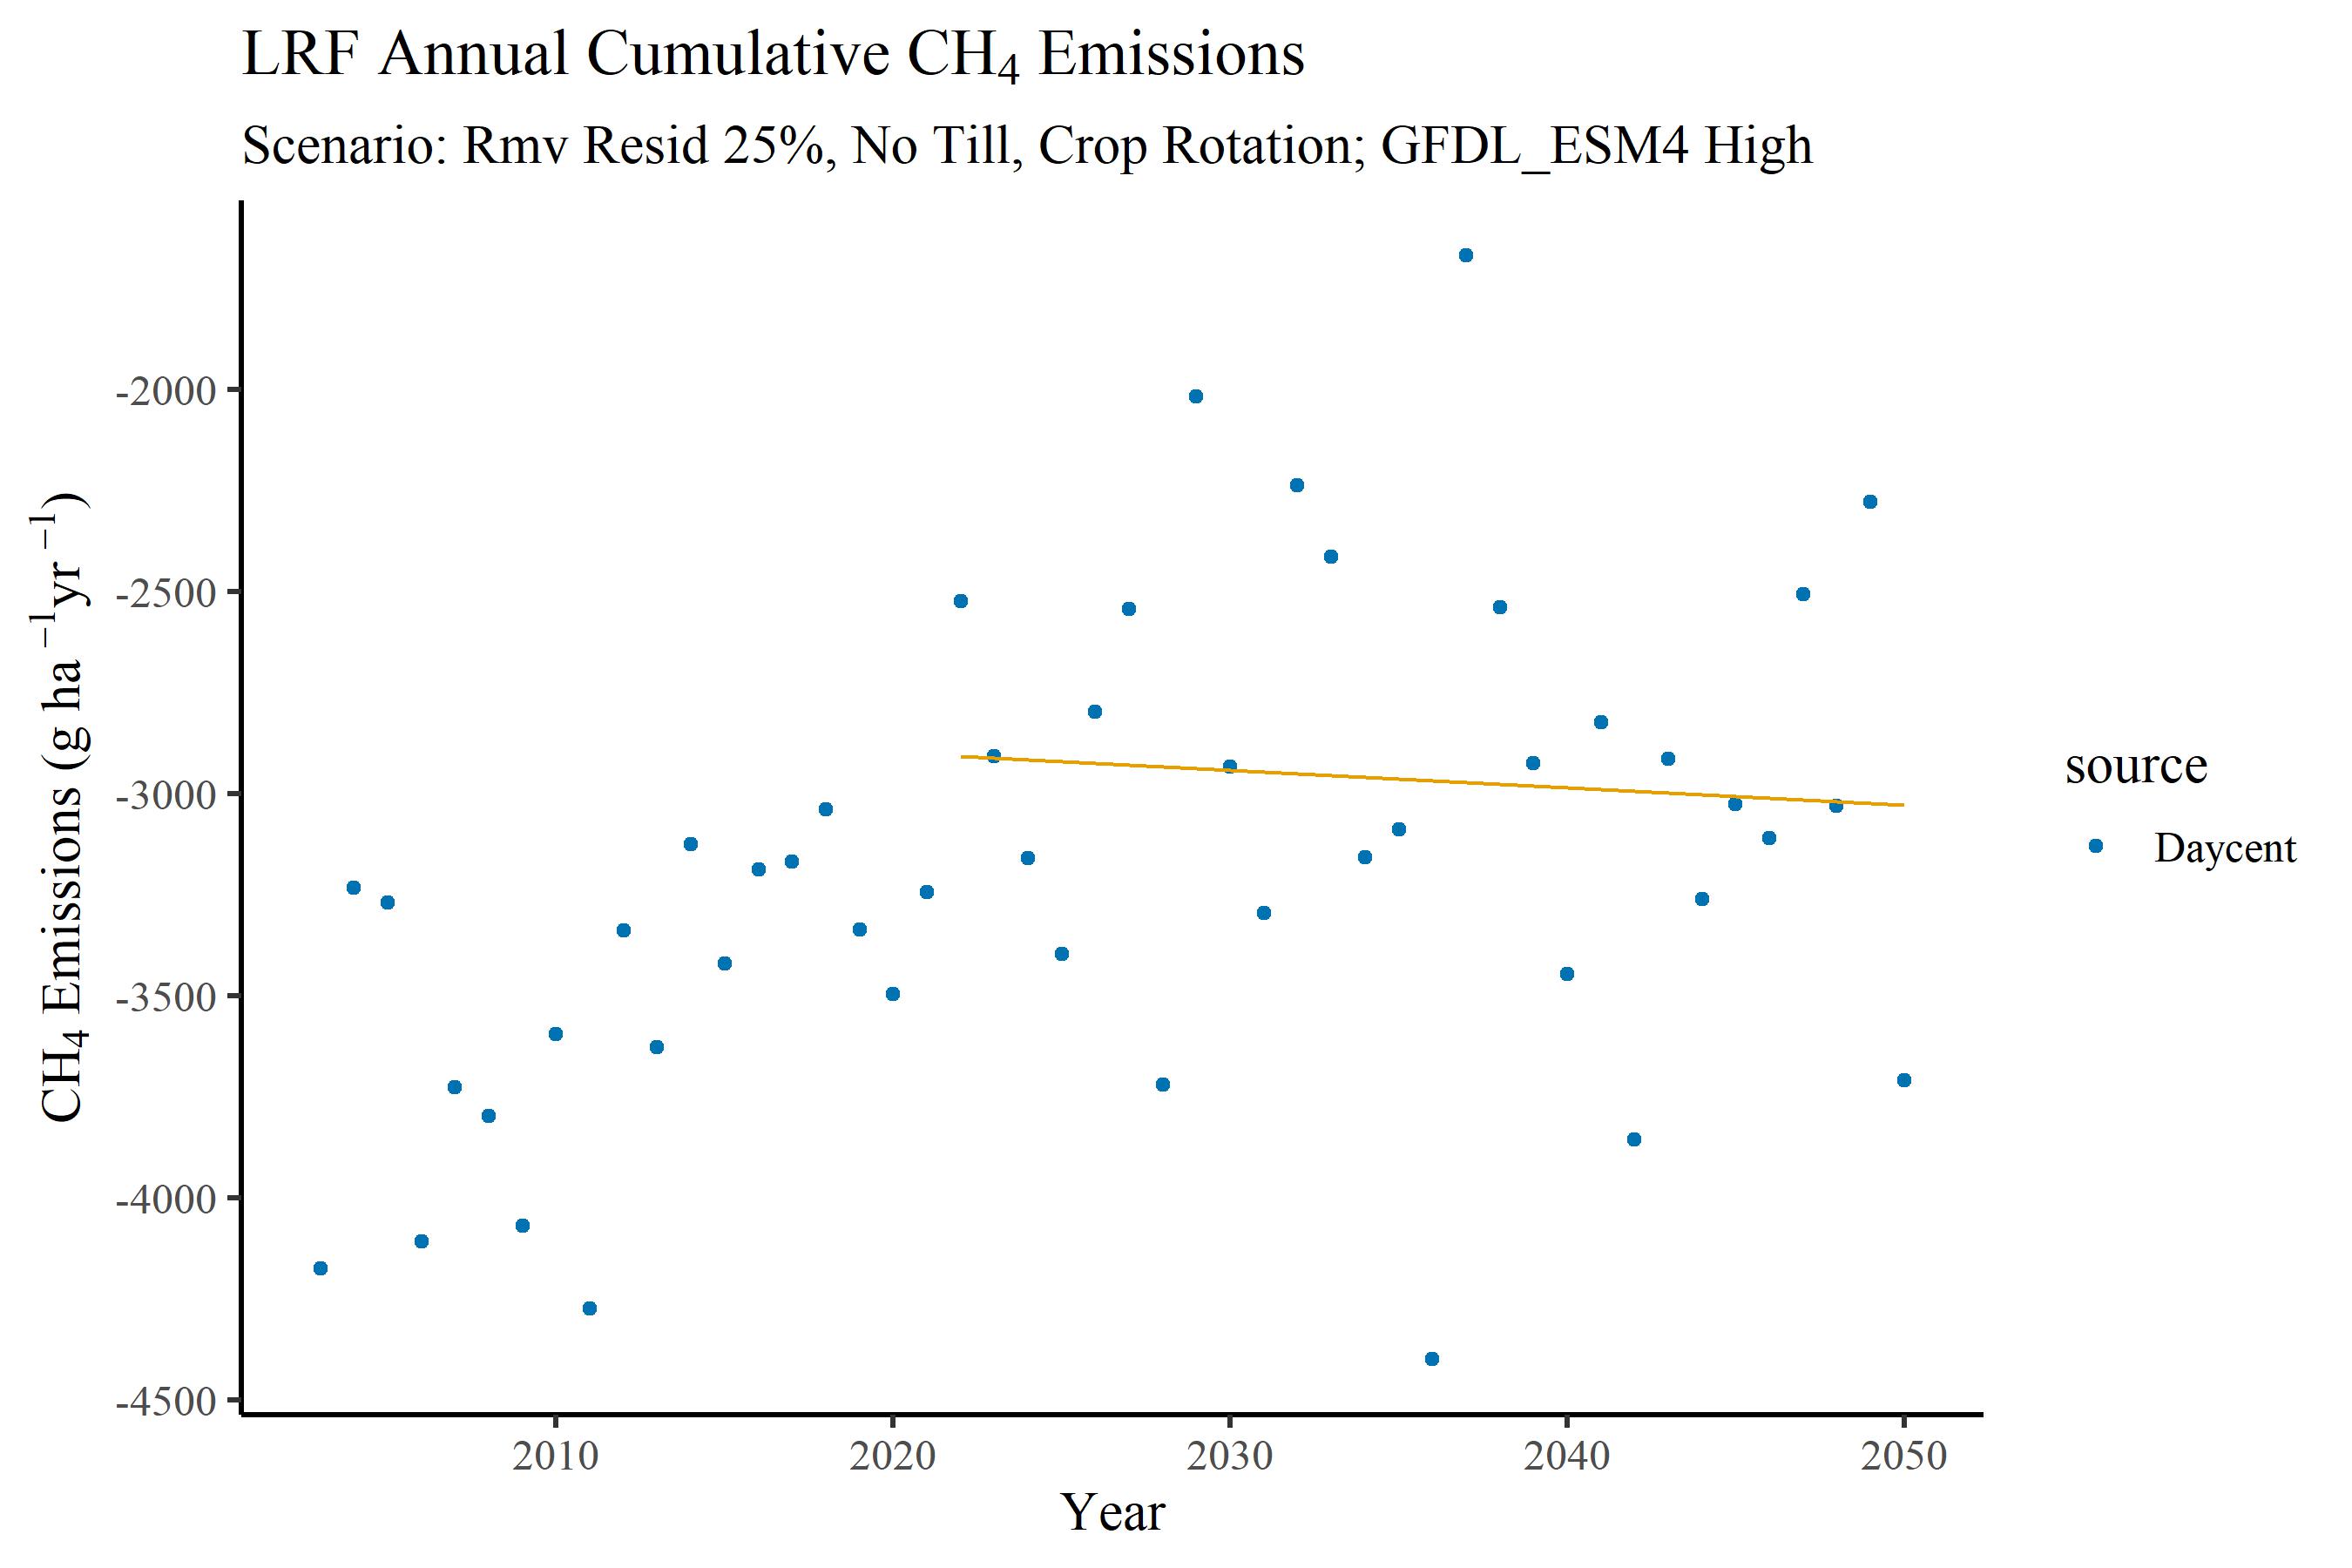 LRF Annual Cumulative CH₄ Emissions
Scenario: Rmv Resid 25%, No Till, Crop Rotation; GFDL_ESM4 High
CH₄ Emissions (g ha⁻¹yr⁻¹)
-2000
-2500
-3000
-3500
-4000
-4500
2010 2020 2030 2040 2050
Year
source
Daycent